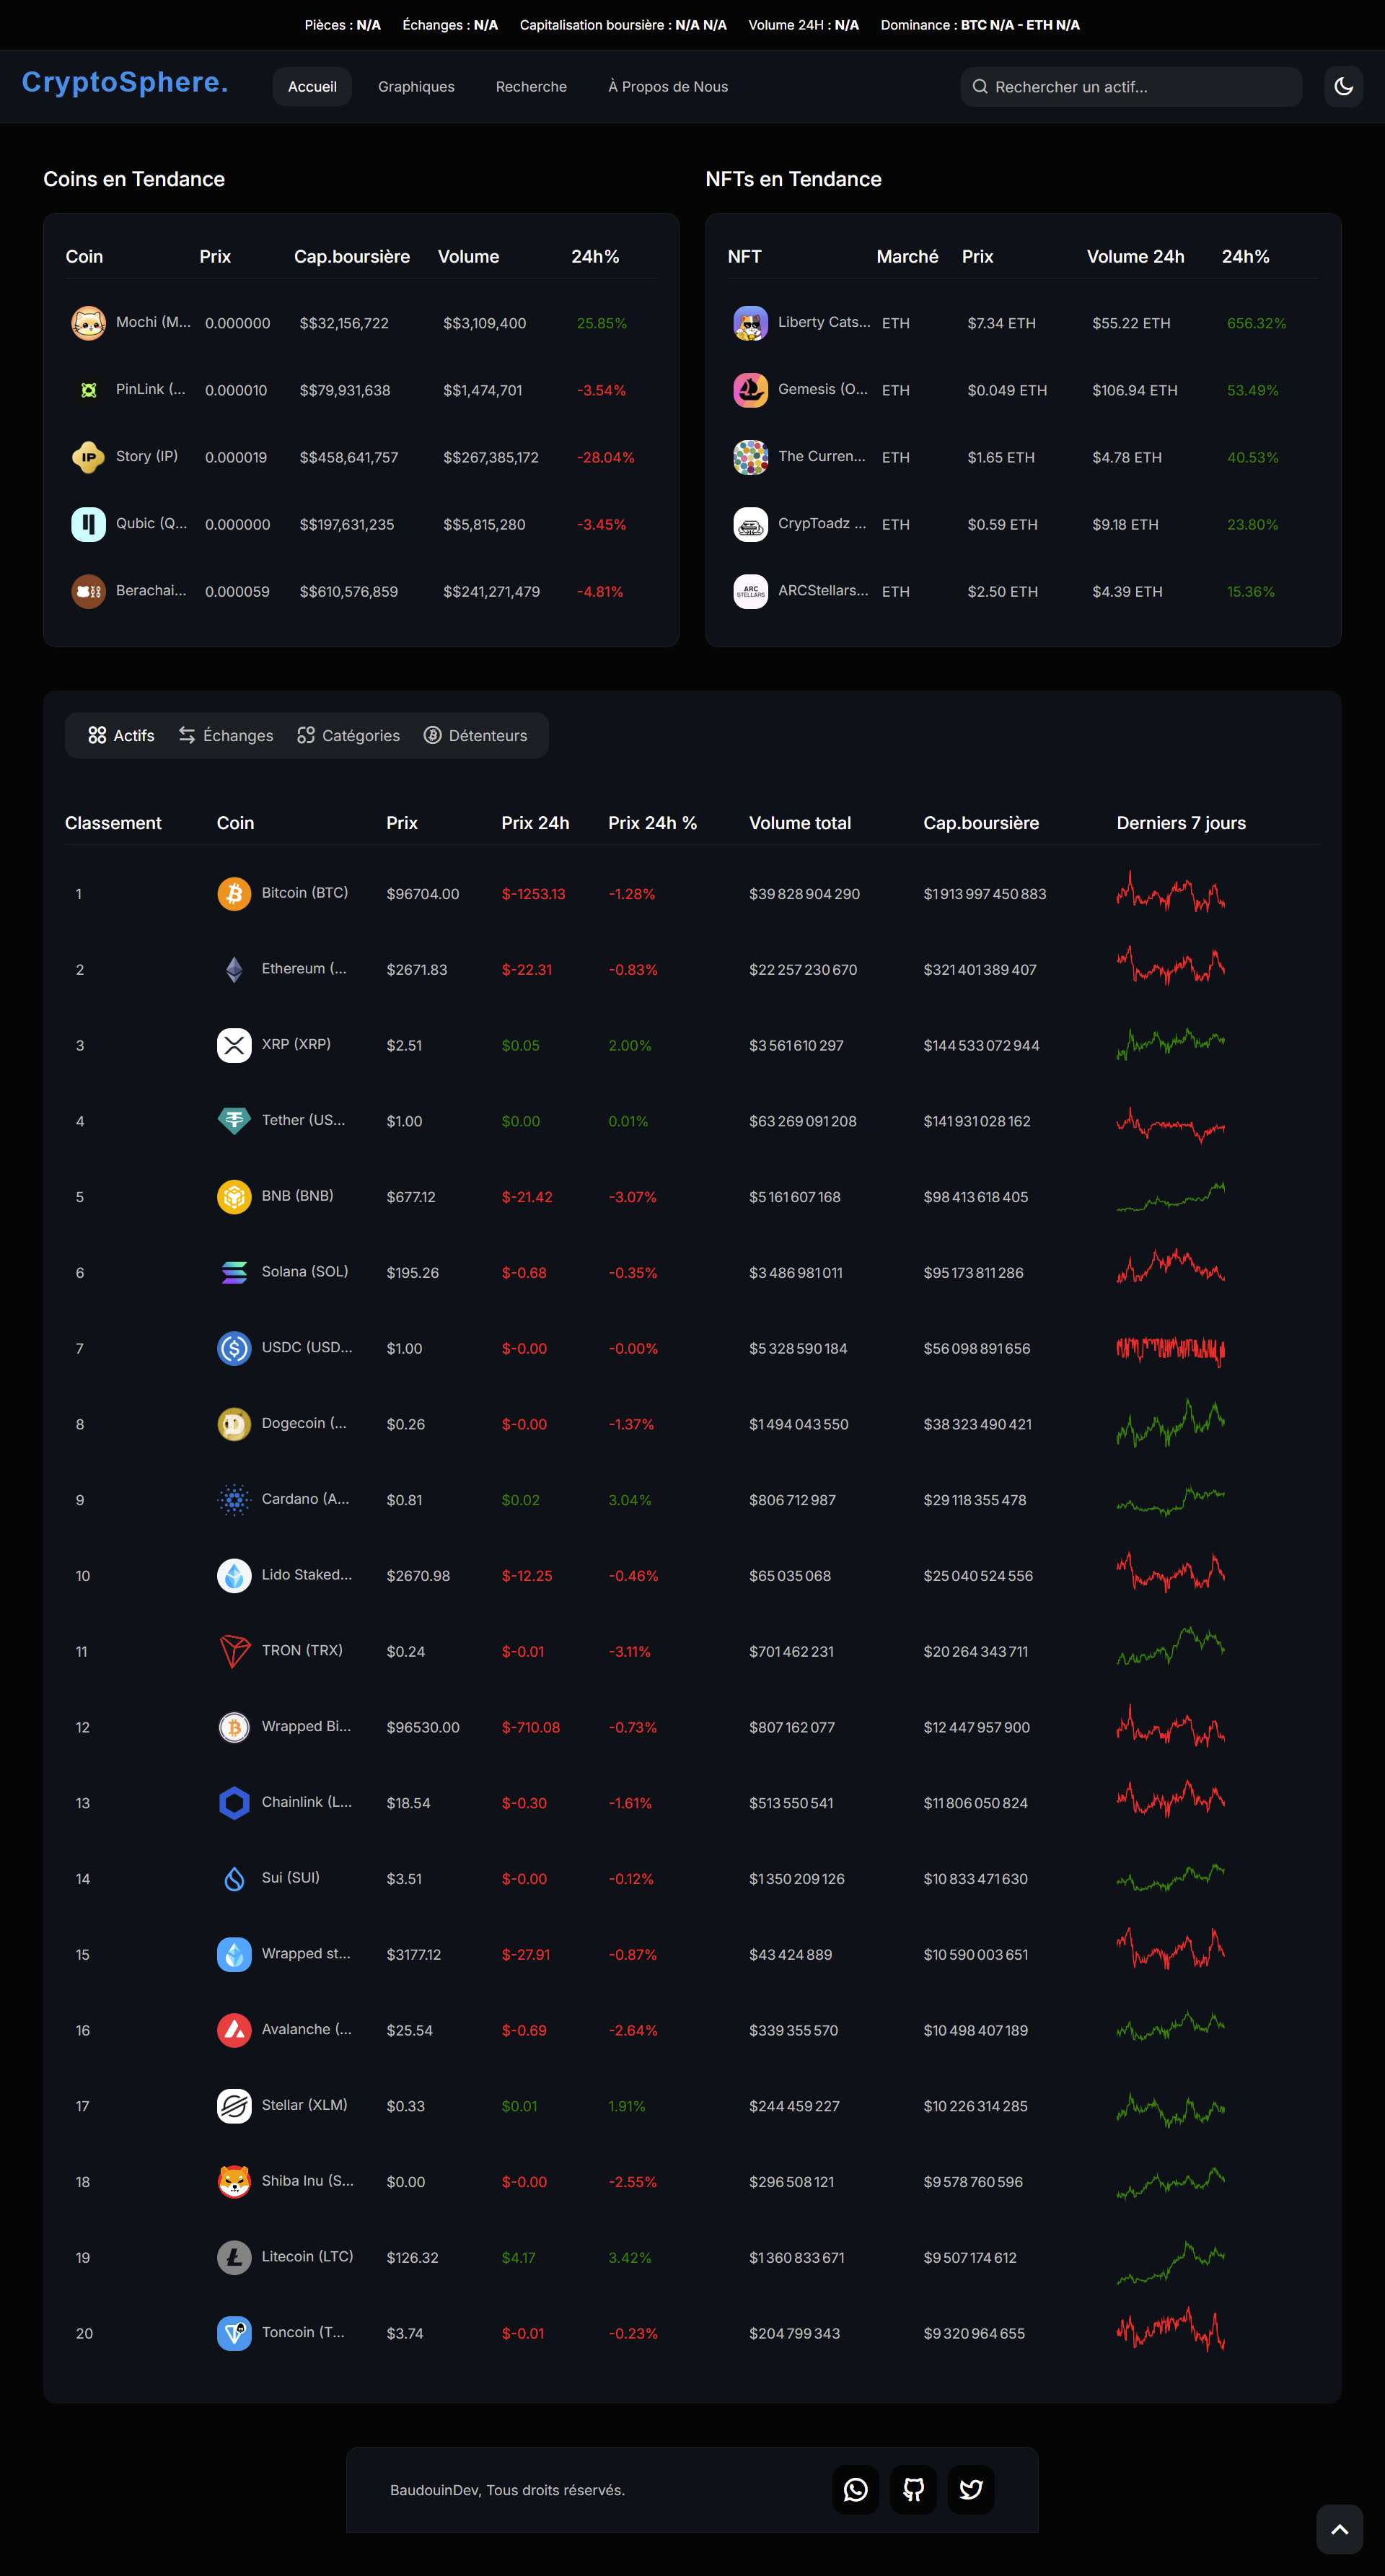 Pièces : N/A Échanges : N/A Capitalisation boursière : N/A N/A Volume 24H : N/A Dominance : BTC N/A - ETH N/A
CryptoSphere. Accueil Graphiques Recherche À Propos de Nous Rechercher un actif...
Coins en Tendance
Coin Prix Cap.boursière Volume 24h%
Mochi (M... 0.000000 $$32,156,722 $$3,109,400 25.85%
PinLink (... 0.000010 $$79,931,638 $$1,474,701 -3.54%
IP Story (IP) 0.000019 $$458,641,757 $$267,385,172 -28.04%
Qubic (Q... 0.000000 $$197,631,235 $$5,815,280 -3.45%
Berachai... 0.000059 $$610,576,859 $$241,271,479 -4.81%
NFTs en Tendance
NFT Marché Prix Volume 24h 24h%
Liberty Cats... ETH $7.34 ETH $55.22 ETH 656.32%
Gemesis (O... ETH $0.049 ETH $106.94 ETH 53.49%
The Curren... ETH $1.65 ETH $4.78 ETH 40.53%
CrypToadz ... ETH $0.59 ETH $9.18 ETH 23.80%
ARC STELLARS ARCStellars... ETH $2.50 ETH $4.39 ETH 15.36%
Actifs Échanges Catégories Détenteurs
Classement Coin Prix Prix 24h Prix 24h % Volume total Cap.boursière Derniers 7 jours
1 Bitcoin (BTC) $96704.00 $-1253.13 -1.28% $39 828 904 290 $1 913 997 450 883
2 Ethereum (... $2671.83 $-22.31 -0.83% $22 257 230 670 $321 401 389 407
3 XRP (XRP) $2.51 $0.05 2.00% $3 561 610 297 $144 533 072 944
4 Tether (US... $1.00 $0.00 0.01% $63 269 091 208 $141 931 028 162
5 BNB (BNB) $677.12 $-21.42 -3.07% $5 161 607 168 $98 413 618 405
6 Solana (SOL) $195.26 $-0.68 -0.35% $3 486 981 011 $95 173 811 286
7 USDC (USD... $1.00 $-0.00 -0.00% $5 328 590 184 $56 098 891 656
8 Dogecoin (... $0.26 $-0.00 -1.37% $1 494 043 550 $38 323 490 421
9 Cardano (A... $0.81 $0.02 3.04% $806 712 987 $29 118 355 478
10 Lido Staked... $2670.98 $-12.25 -0.46% $65 035 068 $25 040 524 556
11 TRON (TRX) $0.24 $-0.01 -3.11% $701 462 231 $20 264 343 711
12 Wrapped Bi... $96530.00 $-710.08 -0.73% $807 162 077 $12 447 957 900
13 Chainlink (L... $18.54 $-0.30 -1.61% $513 550 541 $11 806 050 824
14 Sui (SUI) $3.51 $-0.00 -0.12% $1 350 209 126 $10 833 471 630
15 Wrapped st... $3177.12 $-27.91 -0.87% $43 424 889 $10 590 003 651
16 Avalanche (... $25.54 $-0.69 -2.64% $339 355 570 $10 498 407 189
17 Stellar (XLM) $0.33 $0.01 1.91% $244 459 227 $10 226 314 285
18 Shiba Inu (S... $0.00 $-0.00 -2.55% $296 508 121 $9 578 760 596
19 Litecoin (LTC) $126.32 $4.17 3.42% $1 360 833 671 $9 507 174 612
20 Toncoin (T... $3.74 $-0.01 -0.23% $204 799 343 $9 320 964 655
BaudouinDev, Tous droits réservés.